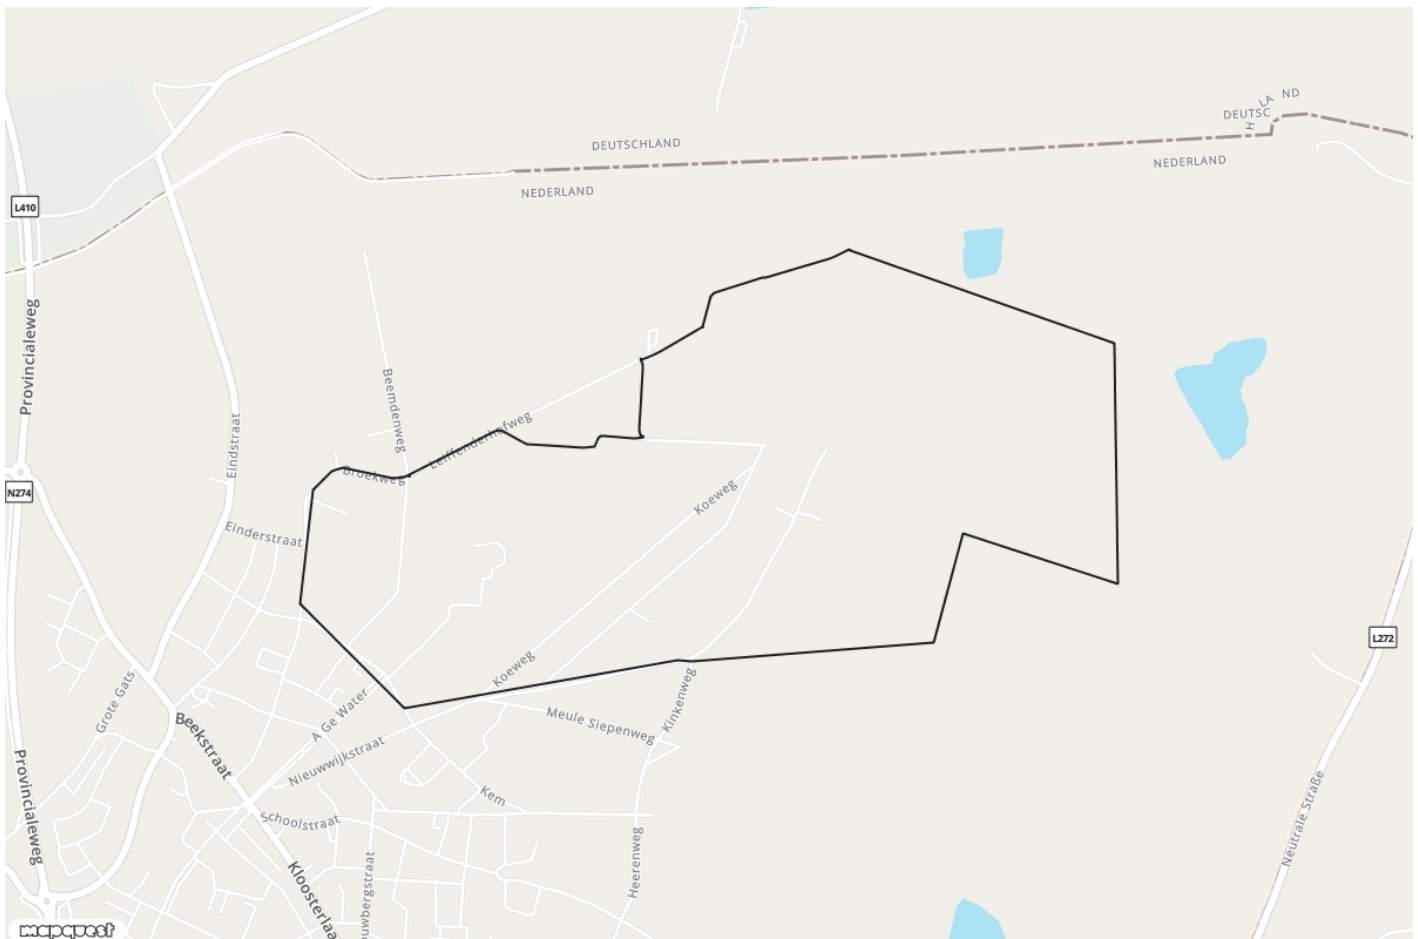 ND
LA
DEUTSC
H
DEUTSCHLAND
NEDERLAND
NEDERLAND
L410
Provincialeweg
Beemdenweg
Eindstraat
Leiffenderhofweg
Broekweg
N274
Koeweg
Einderstraat
L272
Koeweg
Grote Gats
A Ge Water
Kinkenweg
Beekstraat
Meule Siepenweg
Nieuwwijkstraat
Provincialeweg
Kem
Schoolstraat
Neutrale Straße
Heerenweg
Kloosterlaa
ouwbergstraat
mapquest